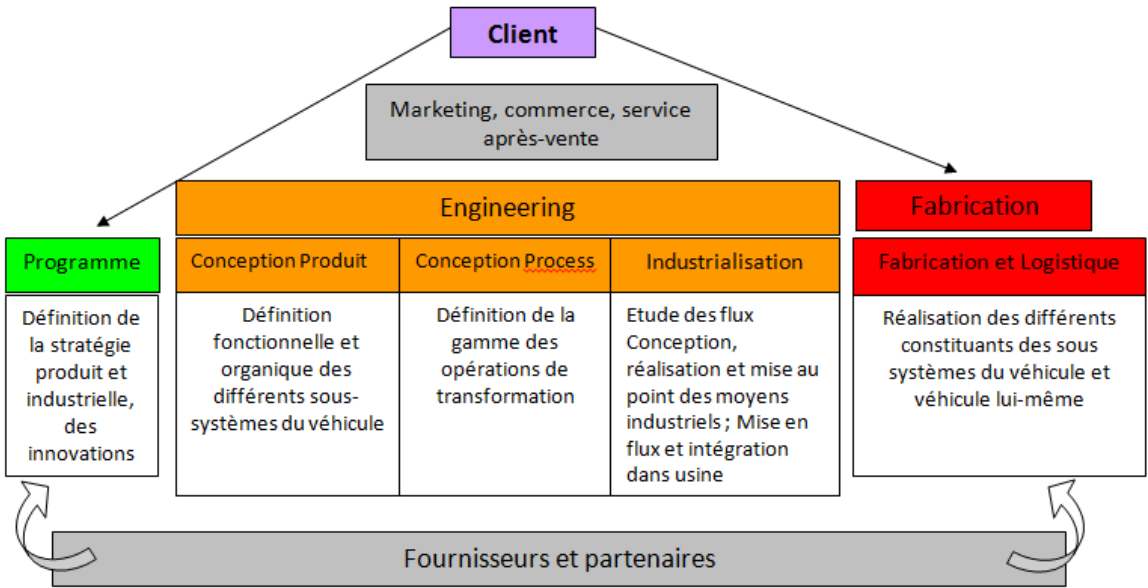 Client
Marketing, commerce, service
après-vente
Engineering
Fabrication
Programme
Conception Produit
Conception Process
Industrialisation
Fabrication et Logistique
Définition de
la stratégie
produit et
industrielle,
des
innovations
Définition
fonctionnelle et
organique des
différents sous-
systèmes du véhicule
Définition de la
gamme des
opérations de
transformation
Etude des flux
Conception,
réalisation et mise au
point des moyens
industriels ; Mise en
flux et intégration
dans usine
Réalisation des différents
constituants des sous
systèmes du véhicule et
véhicule lui-même
Fournisseurs et partenaires